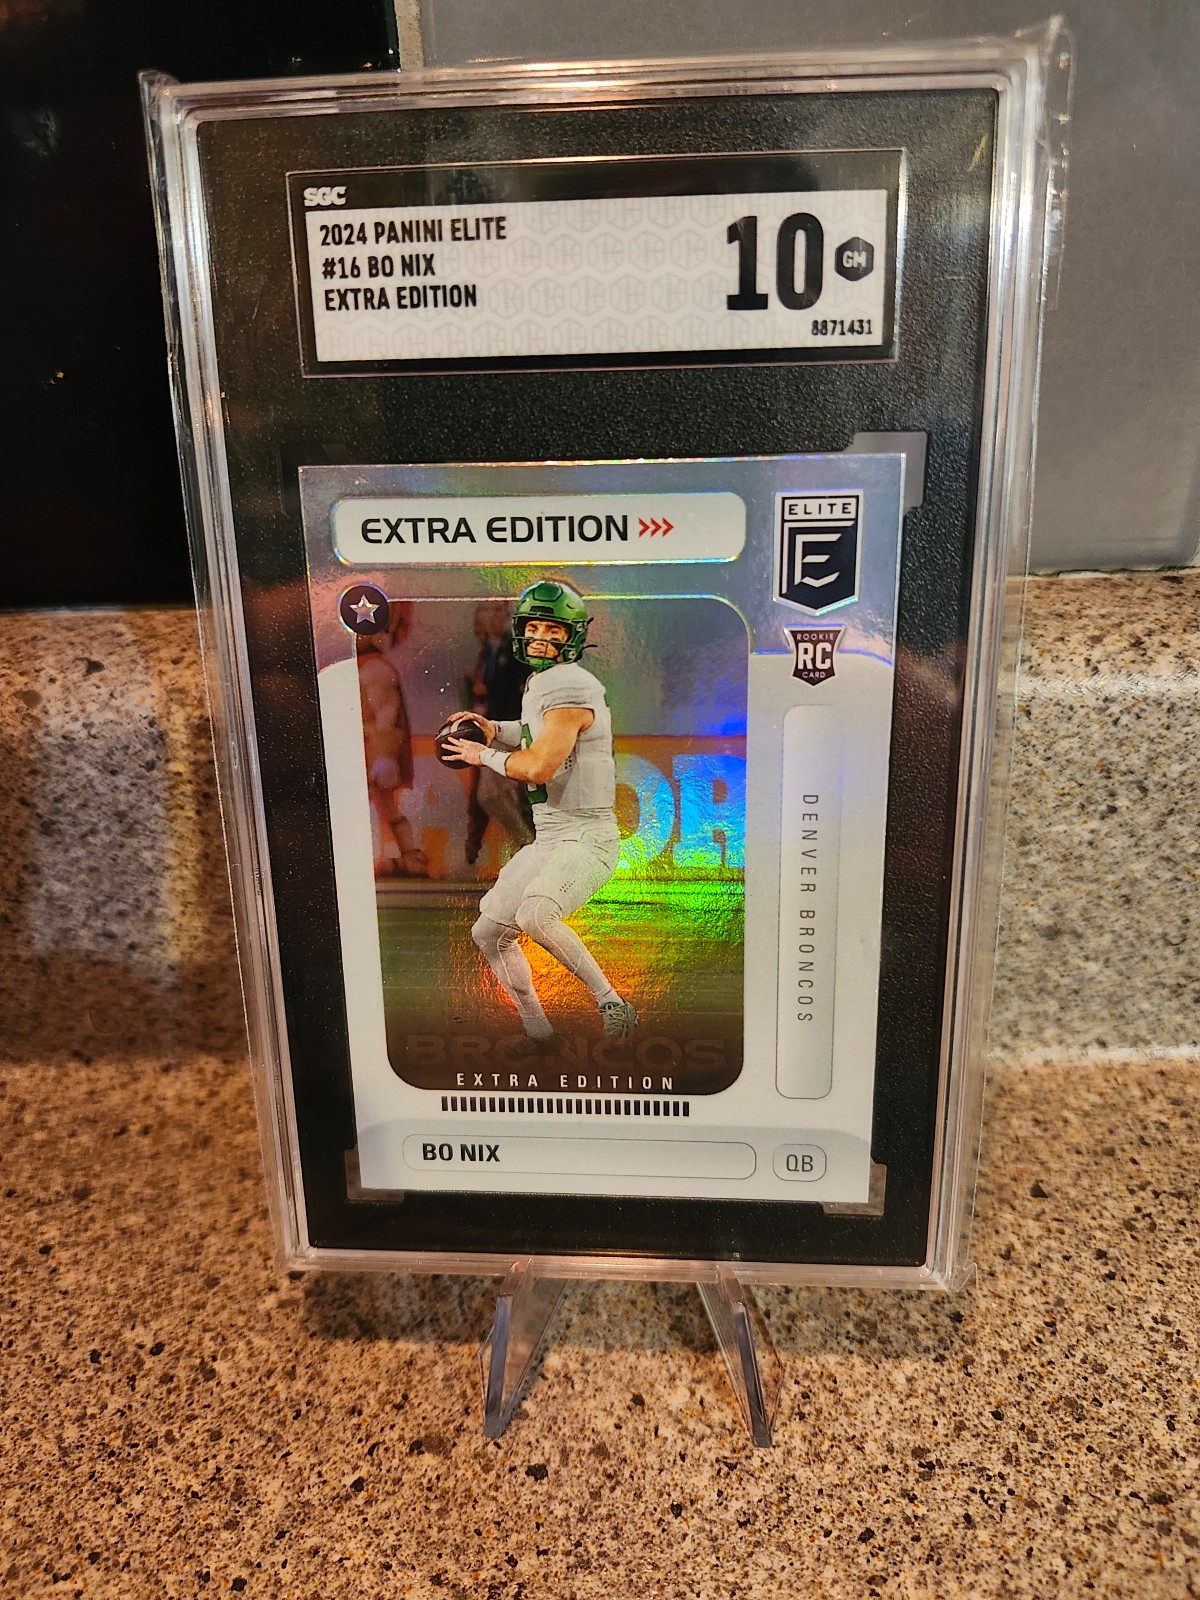 SGC
2024 PANINI ELITE
#16 BO NIX
EXTRA EDITION
10
GM
8871431
EXTRA EDITION >>>
ELITE
E
ROOKIE
RC
CARD
DENVER BRONCOS
BRONCOS
EXTRA EDITION
BO NIX
QB